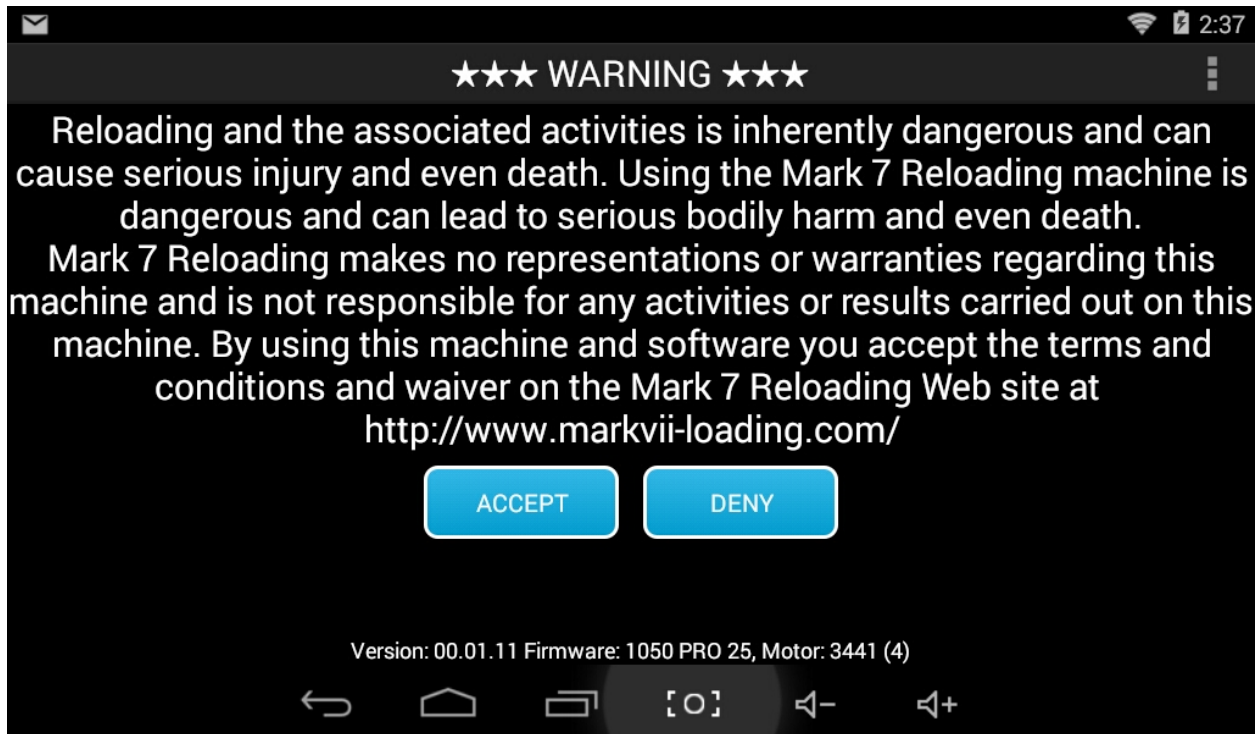 2:37
★★★ WARNING ★★★
Reloading and the associated activities is inherently dangerous and can
cause serious injury and even death. Using the Mark 7 Reloading machine is
dangerous and can lead to serious bodily harm and even death.
Mark 7 Reloading makes no representations or warranties regarding this
machine and is not responsible for any activities or results carried out on this
machine. By using this machine and software you accept the terms and
conditions and waiver on the Mark 7 Reloading Web site at
http://www.markvii-loading.com/
ACCEPT DENY
Version: 00.01.11 Firmware: 1050 PRO 25, Motor: 3441 (4)